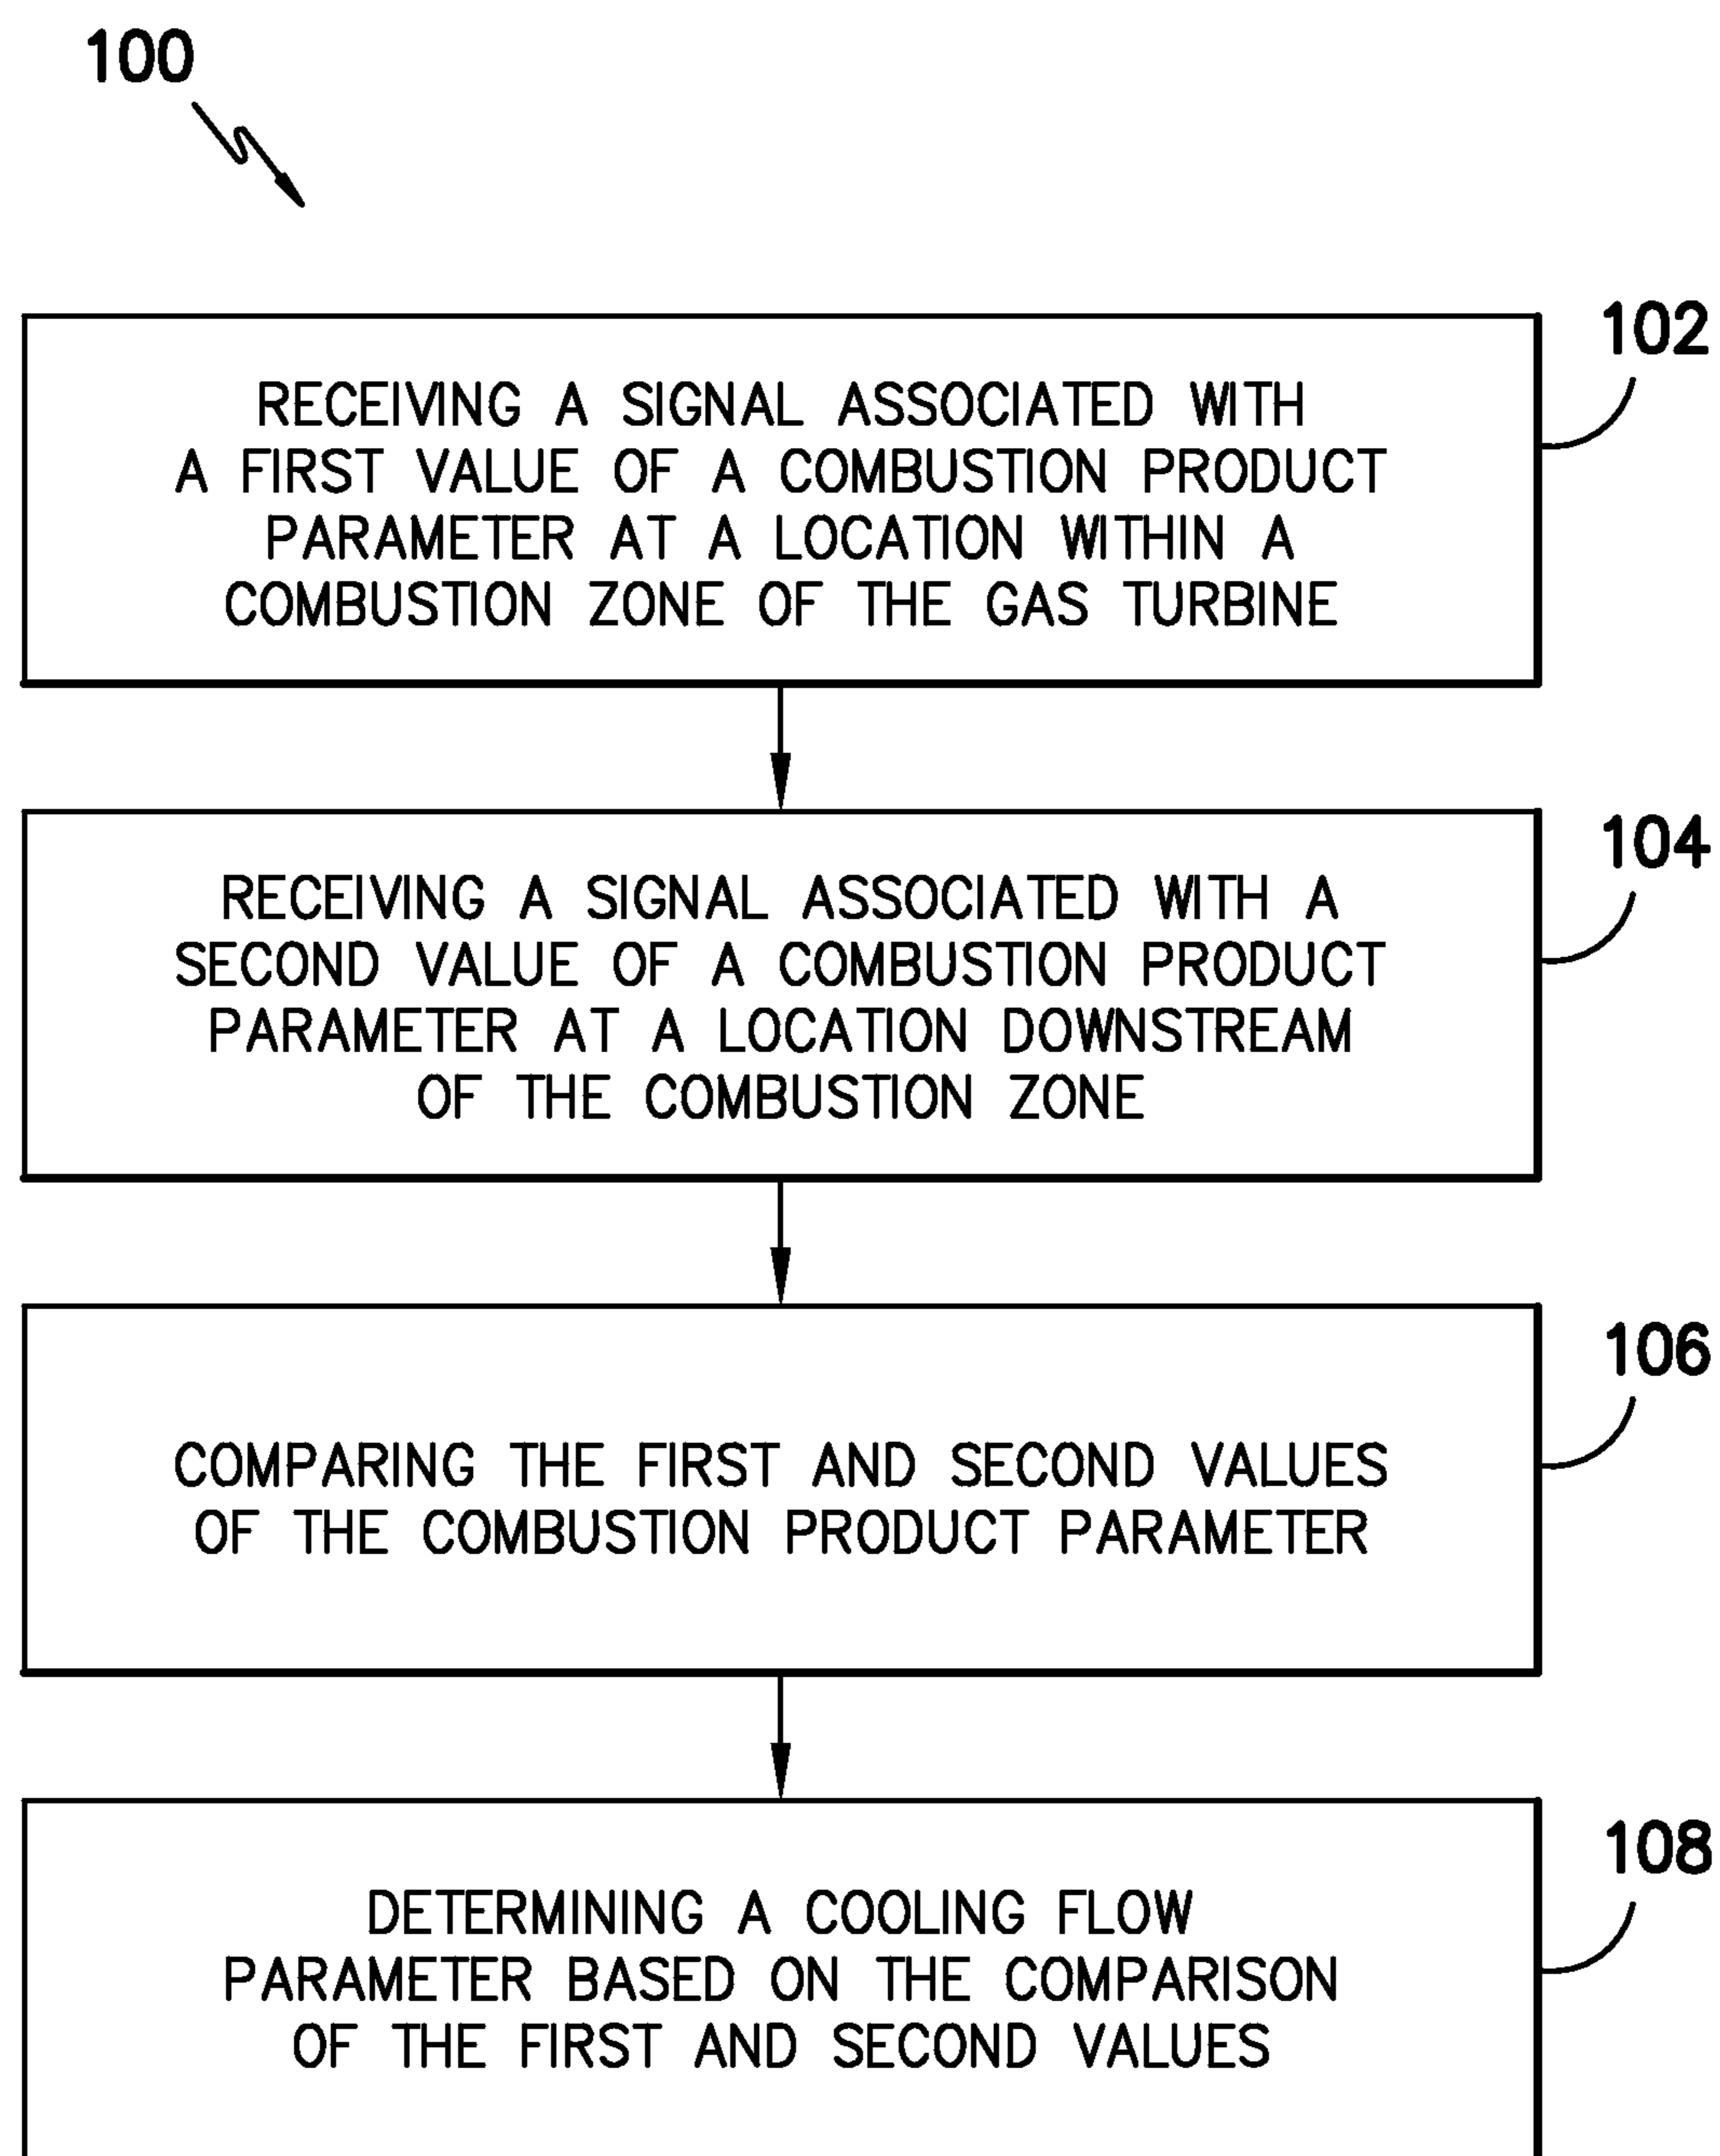 100
102
RECEIVING A SIGNAL ASSOCIATED WITH
A FIRST VALUE OF A COMBUSTION PRODUCT
PARAMETER AT A LOCATION WITHIN A
COMBUSTION ZONE OF THE GAS TURBINE
104
RECEIVING A SIGNAL ASSOCIATED WITH A
SECOND VALUE OF A COMBUSTION PRODUCT
PARAMETER AT A LOCATION DOWNSTREAM
OF THE COMBUSTION ZONE
106
COMPARING THE FIRST AND SECOND VALUES
OF THE COMBUSTION PRODUCT PARAMETER
108
DETERMINING A COOLING FLOW
PARAMETER BASED ON THE COMPARISON
OF THE FIRST AND SECOND VALUES